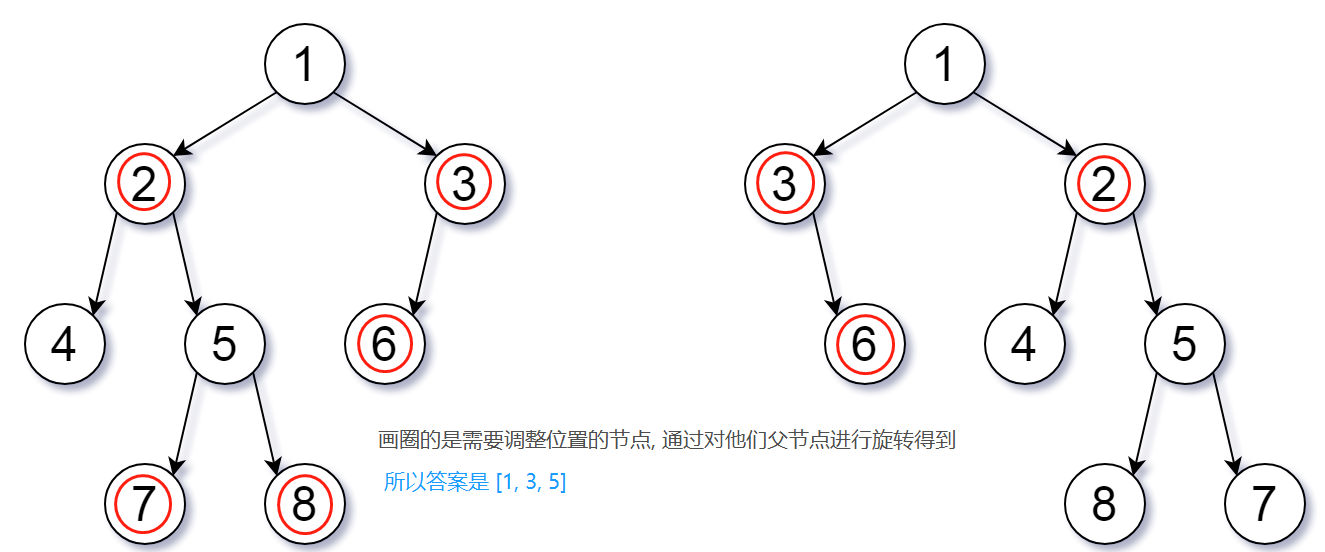 1 1
2 3 3 2
4 5 6 6 4 5
画圈的是需要调整位置的节点, 通过对他们父节点进行旋转得到
所以答案是 [1, 3, 5]
7 8 8 7